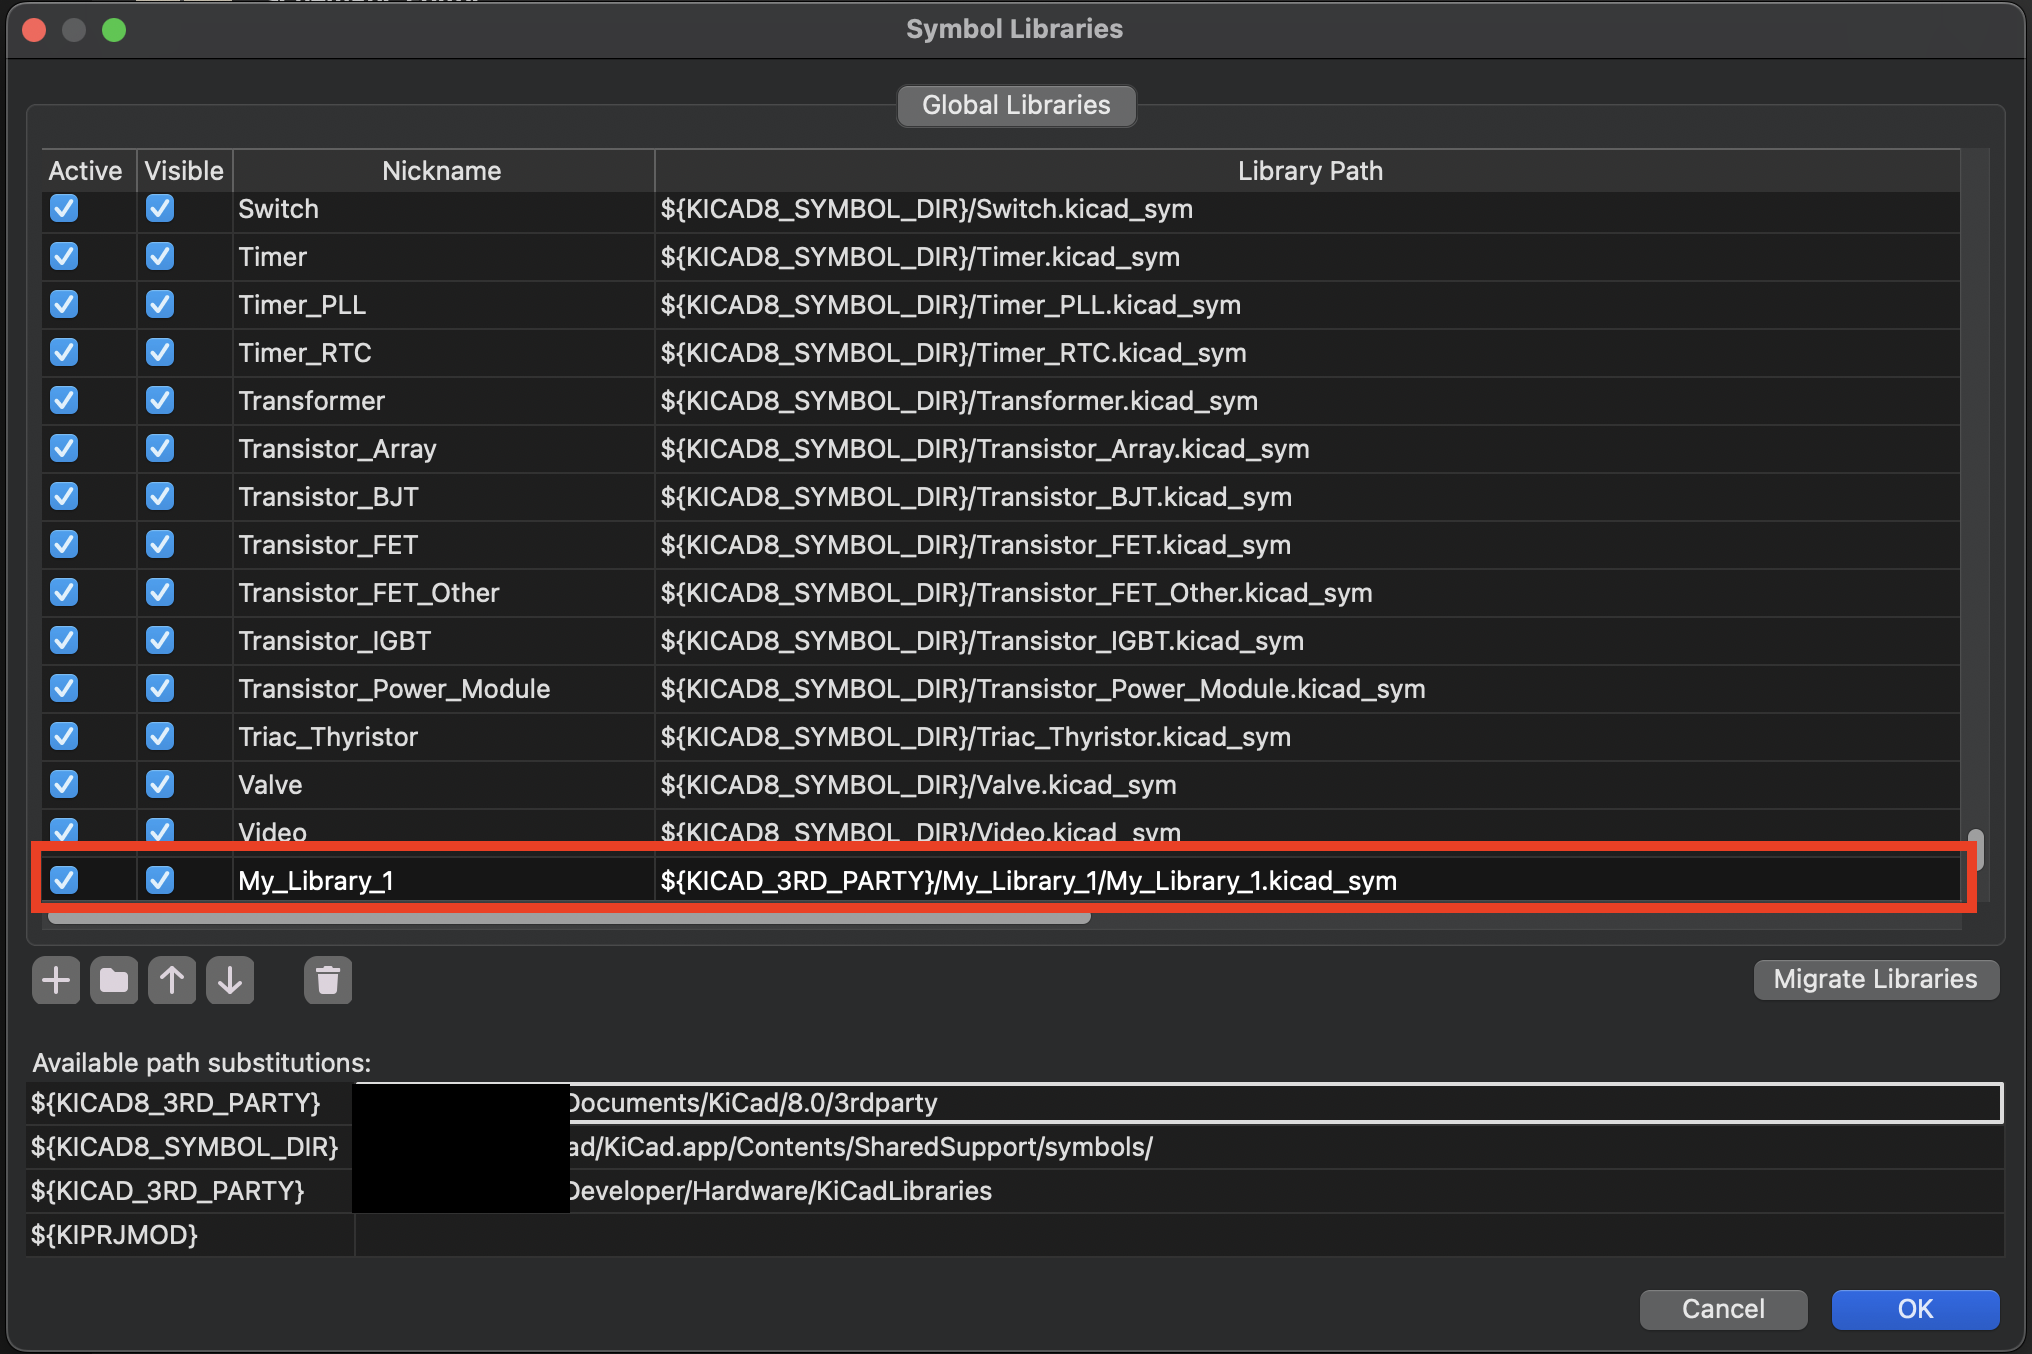 Symbol Libraries
Global Libraries
Active Visible Nickname Library Path
Switch ${KICAD8_SYMBOL_DIR}/Switch.kicad_sym
Timer ${KICAD8_SYMBOL_DIR}/Timer.kicad_sym
Timer_PLL ${KICAD8_SYMBOL_DIR}/Timer_PLL.kicad_sym
Timer_RTC ${KICAD8_SYMBOL_DIR}/Timer_RTC.kicad_sym
Transformer ${KICAD8_SYMBOL_DIR}/Transformer.kicad_sym
Transistor_Array ${KICAD8_SYMBOL_DIR}/Transistor_Array.kicad_sym
Transistor_BJT ${KICAD8_SYMBOL_DIR}/Transistor_BJT.kicad_sym
Transistor_FET ${KICAD8_SYMBOL_DIR}/Transistor_FET.kicad_sym
Transistor_FET_Other ${KICAD8_SYMBOL_DIR}/Transistor_FET_Other.kicad_sym
Transistor_IGBT ${KICAD8_SYMBOL_DIR}/Transistor_IGBT.kicad_sym
Transistor_Power_Module ${KICAD8_SYMBOL_DIR}/Transistor_Power_Module.kicad_sym
Triac_Thyristor ${KICAD8_SYMBOL_DIR}/Triac_Thyristor.kicad_sym
Valve ${KICAD8_SYMBOL_DIR}/Valve.kicad_sym
Video ${KICAD8_SYMBOL_DIR}/Video.kicad_sym
My_Library_1 ${KICAD_3RD_PARTY}/My_Library_1/My_Library_1.kicad_sym
Migrate Libraries
Available path substitutions:
${KICAD8_3RD_PARTY} Documents/KiCad/8.0/3rdparty
${KICAD8_SYMBOL_DIR} ad/KiCad.app/Contents/SharedSupport/symbols/
${KICAD_3RD_PARTY} Developer/Hardware/KiCadLibraries
${KIPRJMOD}
Cancel OK